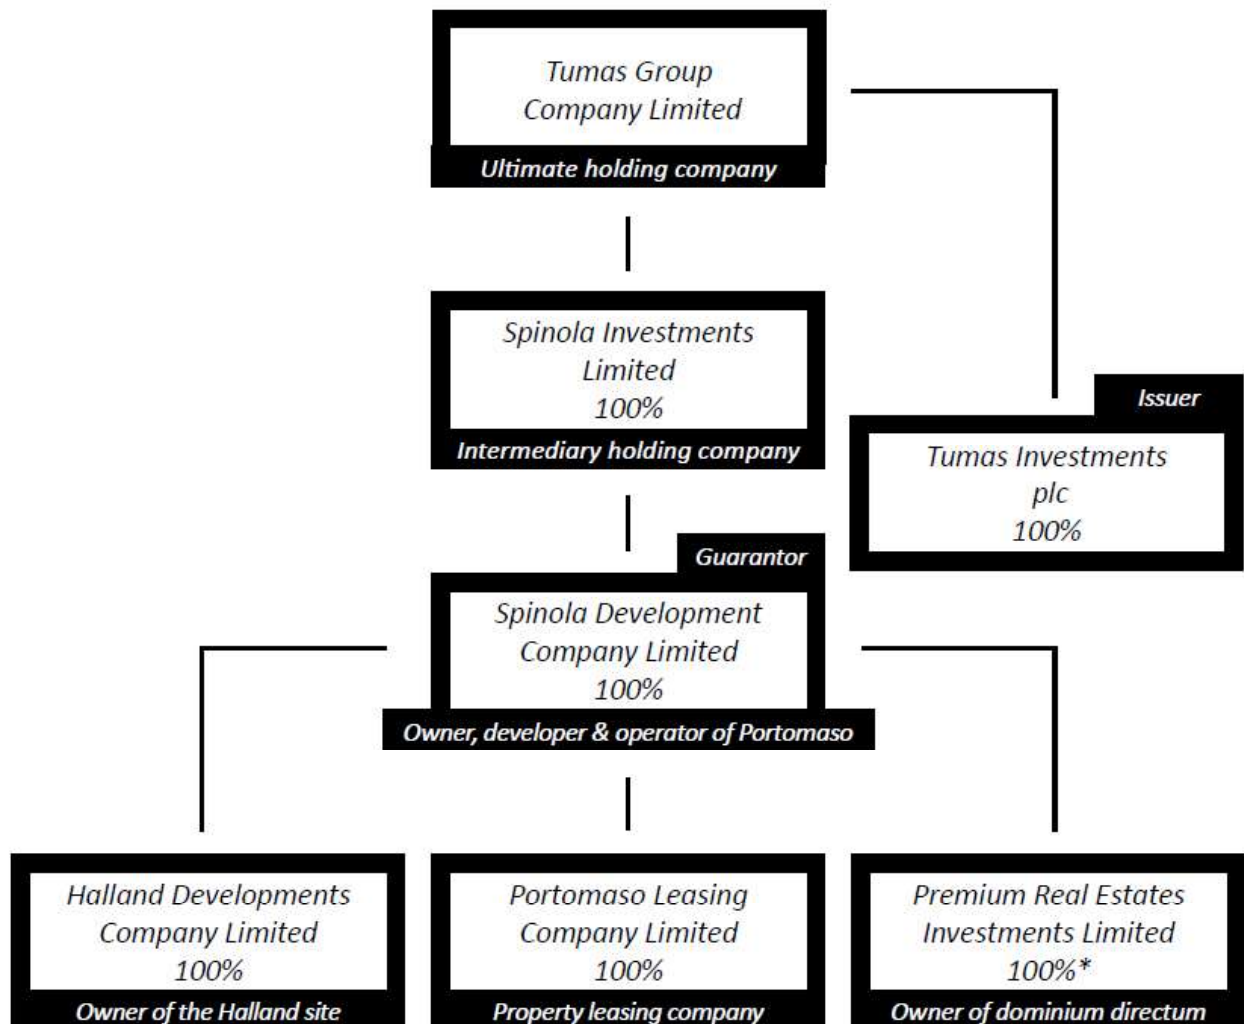 Tumas Group
Company Limited
Ultimate holding company
Spinola Investments
Limited
100%
Intermediary holding company
Issuer
Tumas Investments
plc
100%
Guarantor
Spinola Development
Company Limited
100%
Owner, developer & operator of Portomaso
Halland Developments
Company Limited
100%
Owner of the Halland site
Portomaso Leasing
Company Limited
100%
Property leasing company
Premium Real Estates
Investments Limited
100%*
Owner of dominium directum